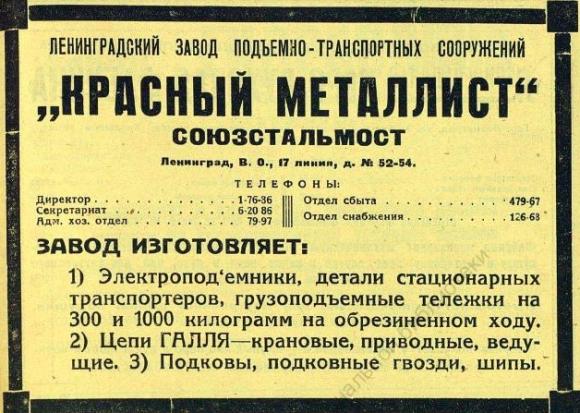 ЛЕНИНГРАДСКИЙ ЗАВОД ПОДЪЕМНО-ТРАНСПОРТНЫХ СООРУЖЕНИЙ
„КРАСНЫЙ МЕТАЛЛИСТ“
СОЮЗСТАЛЬМОСТ
Ленинград, В. О., 17 линия, д. № 52-54.
ТЕЛЕФОНЫ:
Директор . . . . . . . . . . . 1-76-86
Секретариат . . . . . . . . . 6-20 86
Адм. хоз. отдел . . . . . . . 79-97
Отдел сбыта . . . . . . . . . 479-67
Отдел снабжения . . . . . . . 126-68
ЗАВОД ИЗГОТОВЛЯЕТ:
1) Электропод'емники, детали стационарных
транспортеров, грузоподъемные тележки на
300 и 1000 килограмм на обрезиненном ходу.
2) Цепи ГАЛЛЯ—крановые, приводные, веду-
щие. 3) Подковы, подковные гвозди, шипы.